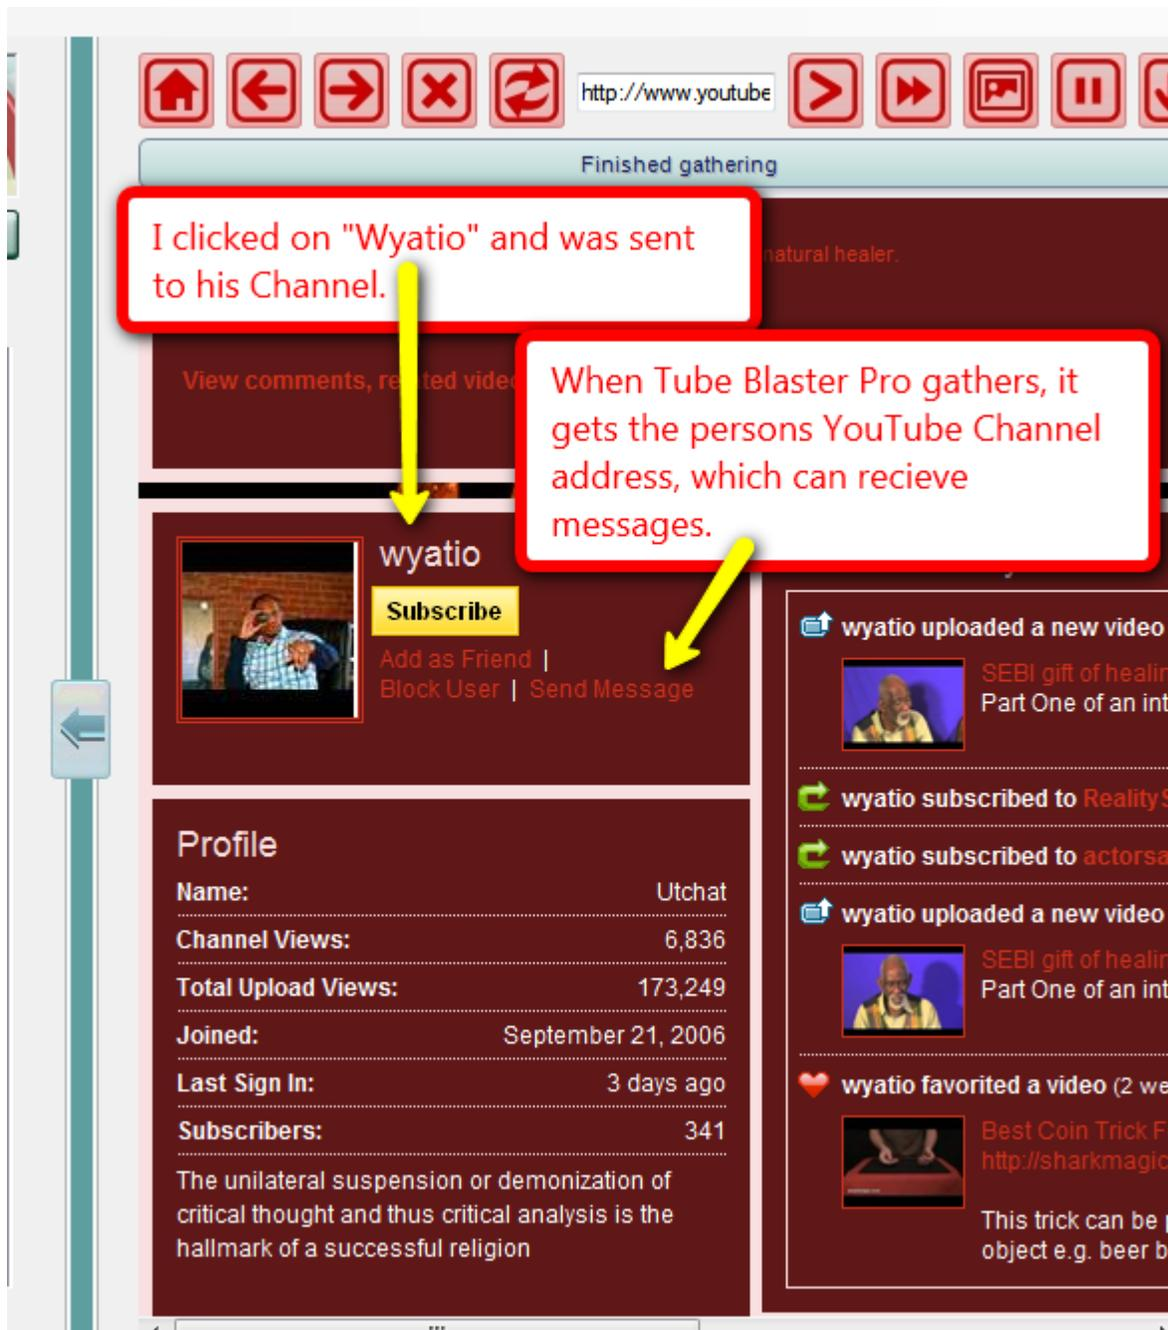 http://www.youtube
Finished gathering
I clicked on "Wyatio" and was sent
to his Channel.
natural healer.
View comments, related video
When Tube Blaster Pro gathers, it
gets the persons YouTube Channel
address, which can recieve
messages.
wyatio
Subscribe
Add as Friend |
Block User | Send Message
Profile
Name: Utchat
Channel Views: 6,836
Total Upload Views: 173,249
Joined: September 21, 2006
Last Sign In: 3 days ago
Subscribers: 341
The unilateral suspension or demonization of
critical thought and thus critical analysis is the
hallmark of a successful religion
wyatio uploaded a new video
SEBI gift of healin
Part One of an int
wyatio subscribed to Reality
wyatio subscribed to actorsa
wyatio uploaded a new video
SEBI gift of healin
Part One of an int
wyatio favorited a video (2 we
Best Coin Trick F
http://sharkmagic
This trick can be
object e.g. beer b